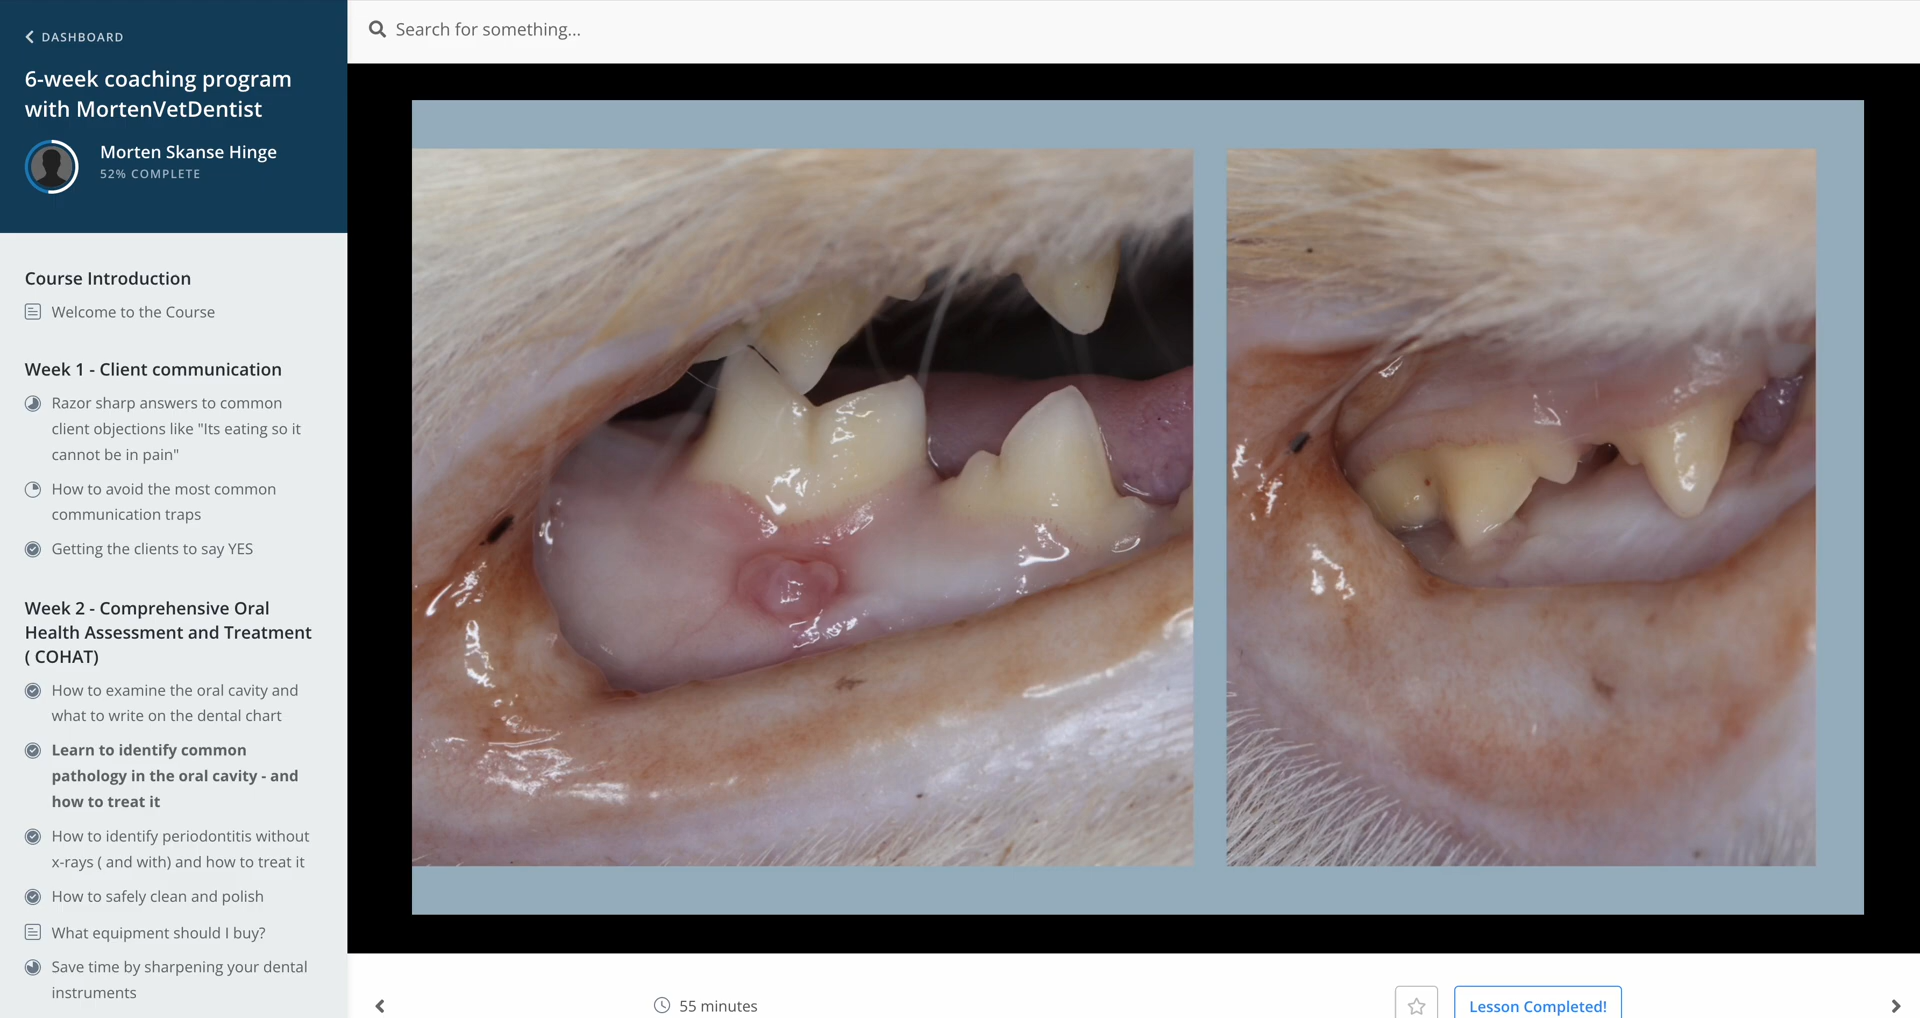 DASHBOARD
6-week coaching program
with MortenVetDentist
Morten Skanse Hinge
52% COMPLETE
Course Introduction
Welcome to the Course
Week 1 - Client communication
Razor sharp answers to common
client objections like "Its eating so it
cannot be in pain"
How to avoid the most common
communication traps
Getting the clients to say YES
Week 2 - Comprehensive Oral
Health Assessment and Treatment
( COHAT)
How to examine the oral cavity and
what to write on the dental chart
Learn to identify common
pathology in the oral cavity - and
how to treat it
How to identify periodontitis without
x-rays ( and with) and how to treat it
How to safely clean and polish
What equipment should I buy?
Save time by sharpening your dental
instruments
Search for something...
55 minutes
Lesson Completed!